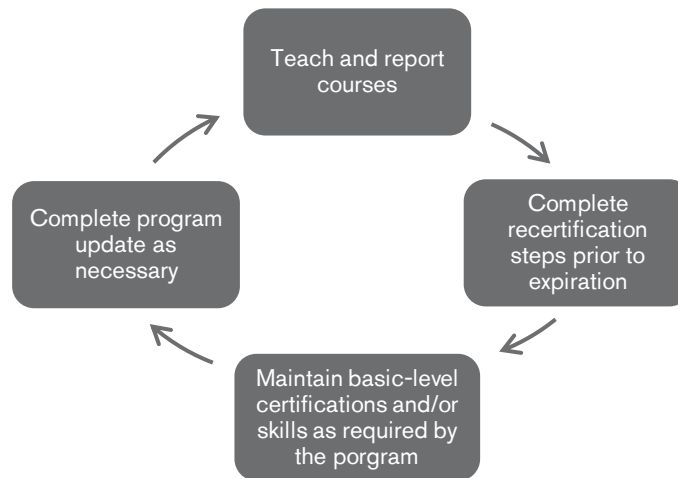 Teach and report
courses
Complete
recertification
steps prior to
expiration
Maintain basic-level
certifications and/or
skills as required by
the porgram
Complete program
update as
necessary